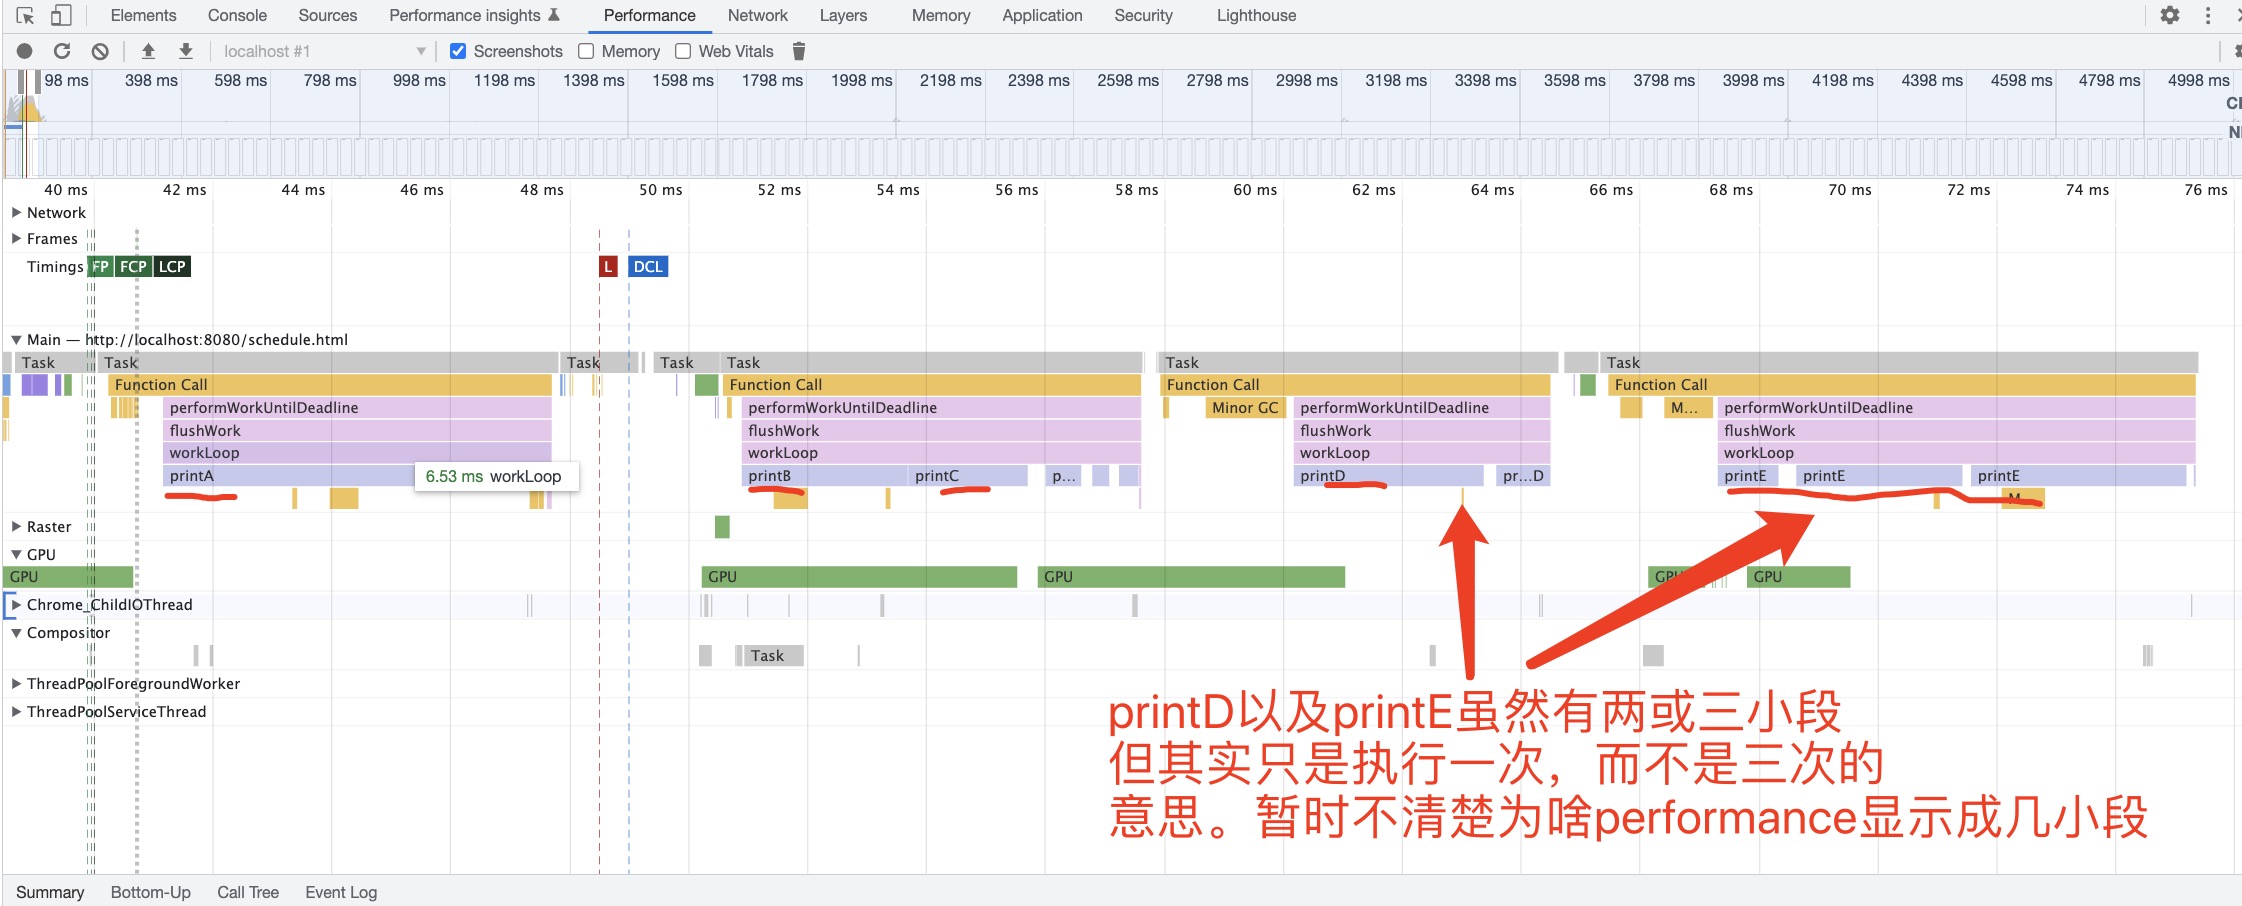 Elements Console Sources Performance insights Performance Network Layers Memory Application Security Lighthouse
localhost #1 Screenshots Memory Web Vitals
98 ms 398 ms 598 ms 798 ms 998 ms 1198 ms 1398 ms 1598 ms 1798 ms 1998 ms 2198 ms 2398 ms 2598 ms 2798 ms 2998 ms 3198 ms 3398 ms 3598 ms 3798 ms 3998 ms 4198 ms 4398 ms 4598 ms 4798 ms 4998 ms
40 ms 42 ms 44 ms 46 ms 48 ms 50 ms 52 ms 54 ms 56 ms 58 ms 60 ms 62 ms 64 ms 66 ms 68 ms 70 ms 72 ms 74 ms 76 ms
Network
Frames
Timings FP FCP LCP L DCL
Main — http://localhost:8080/schedule.html
Task Task Task Task Task Task Task
Function Call Function Call Function Call Function Call
performWorkUntilDeadline performWorkUntilDeadline Minor GC performWorkUntilDeadline M... performWorkUntilDeadline
flushWork flushWork flushWork flushWork
workLoop workLoop workLoop workLoop
printA 6.53 ms workLoop printB printC p... printD pr...D printE printE printE
Raster
GPU
GPU GPU GPU GPU
Chrome_ChildIOThread
Compositor
Task
ThreadPoolForegroundWorker
ThreadPoolServiceThread
printD以及printE虽然有两或三小段
但其实只是执行一次，而不是三次的
意思。暂时不清楚为啥performance显示成几小段
Summary Bottom-Up Call Tree Event Log